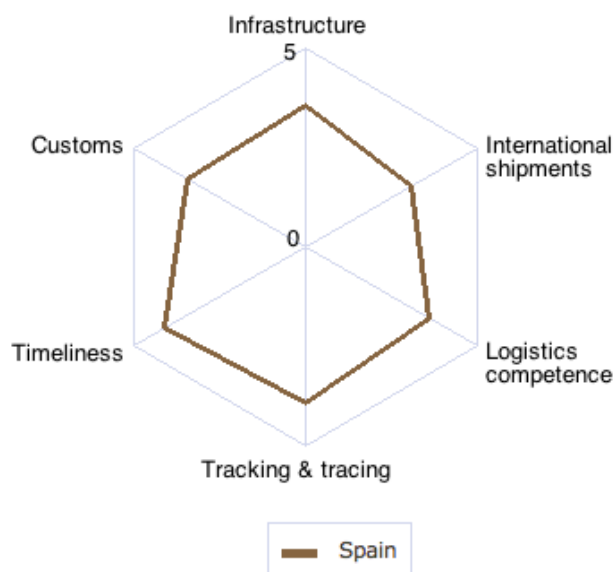 Infrastructure
5
Customs
International
shipments
0
Timeliness
Logistics
competence
Tracking & tracing
Spain